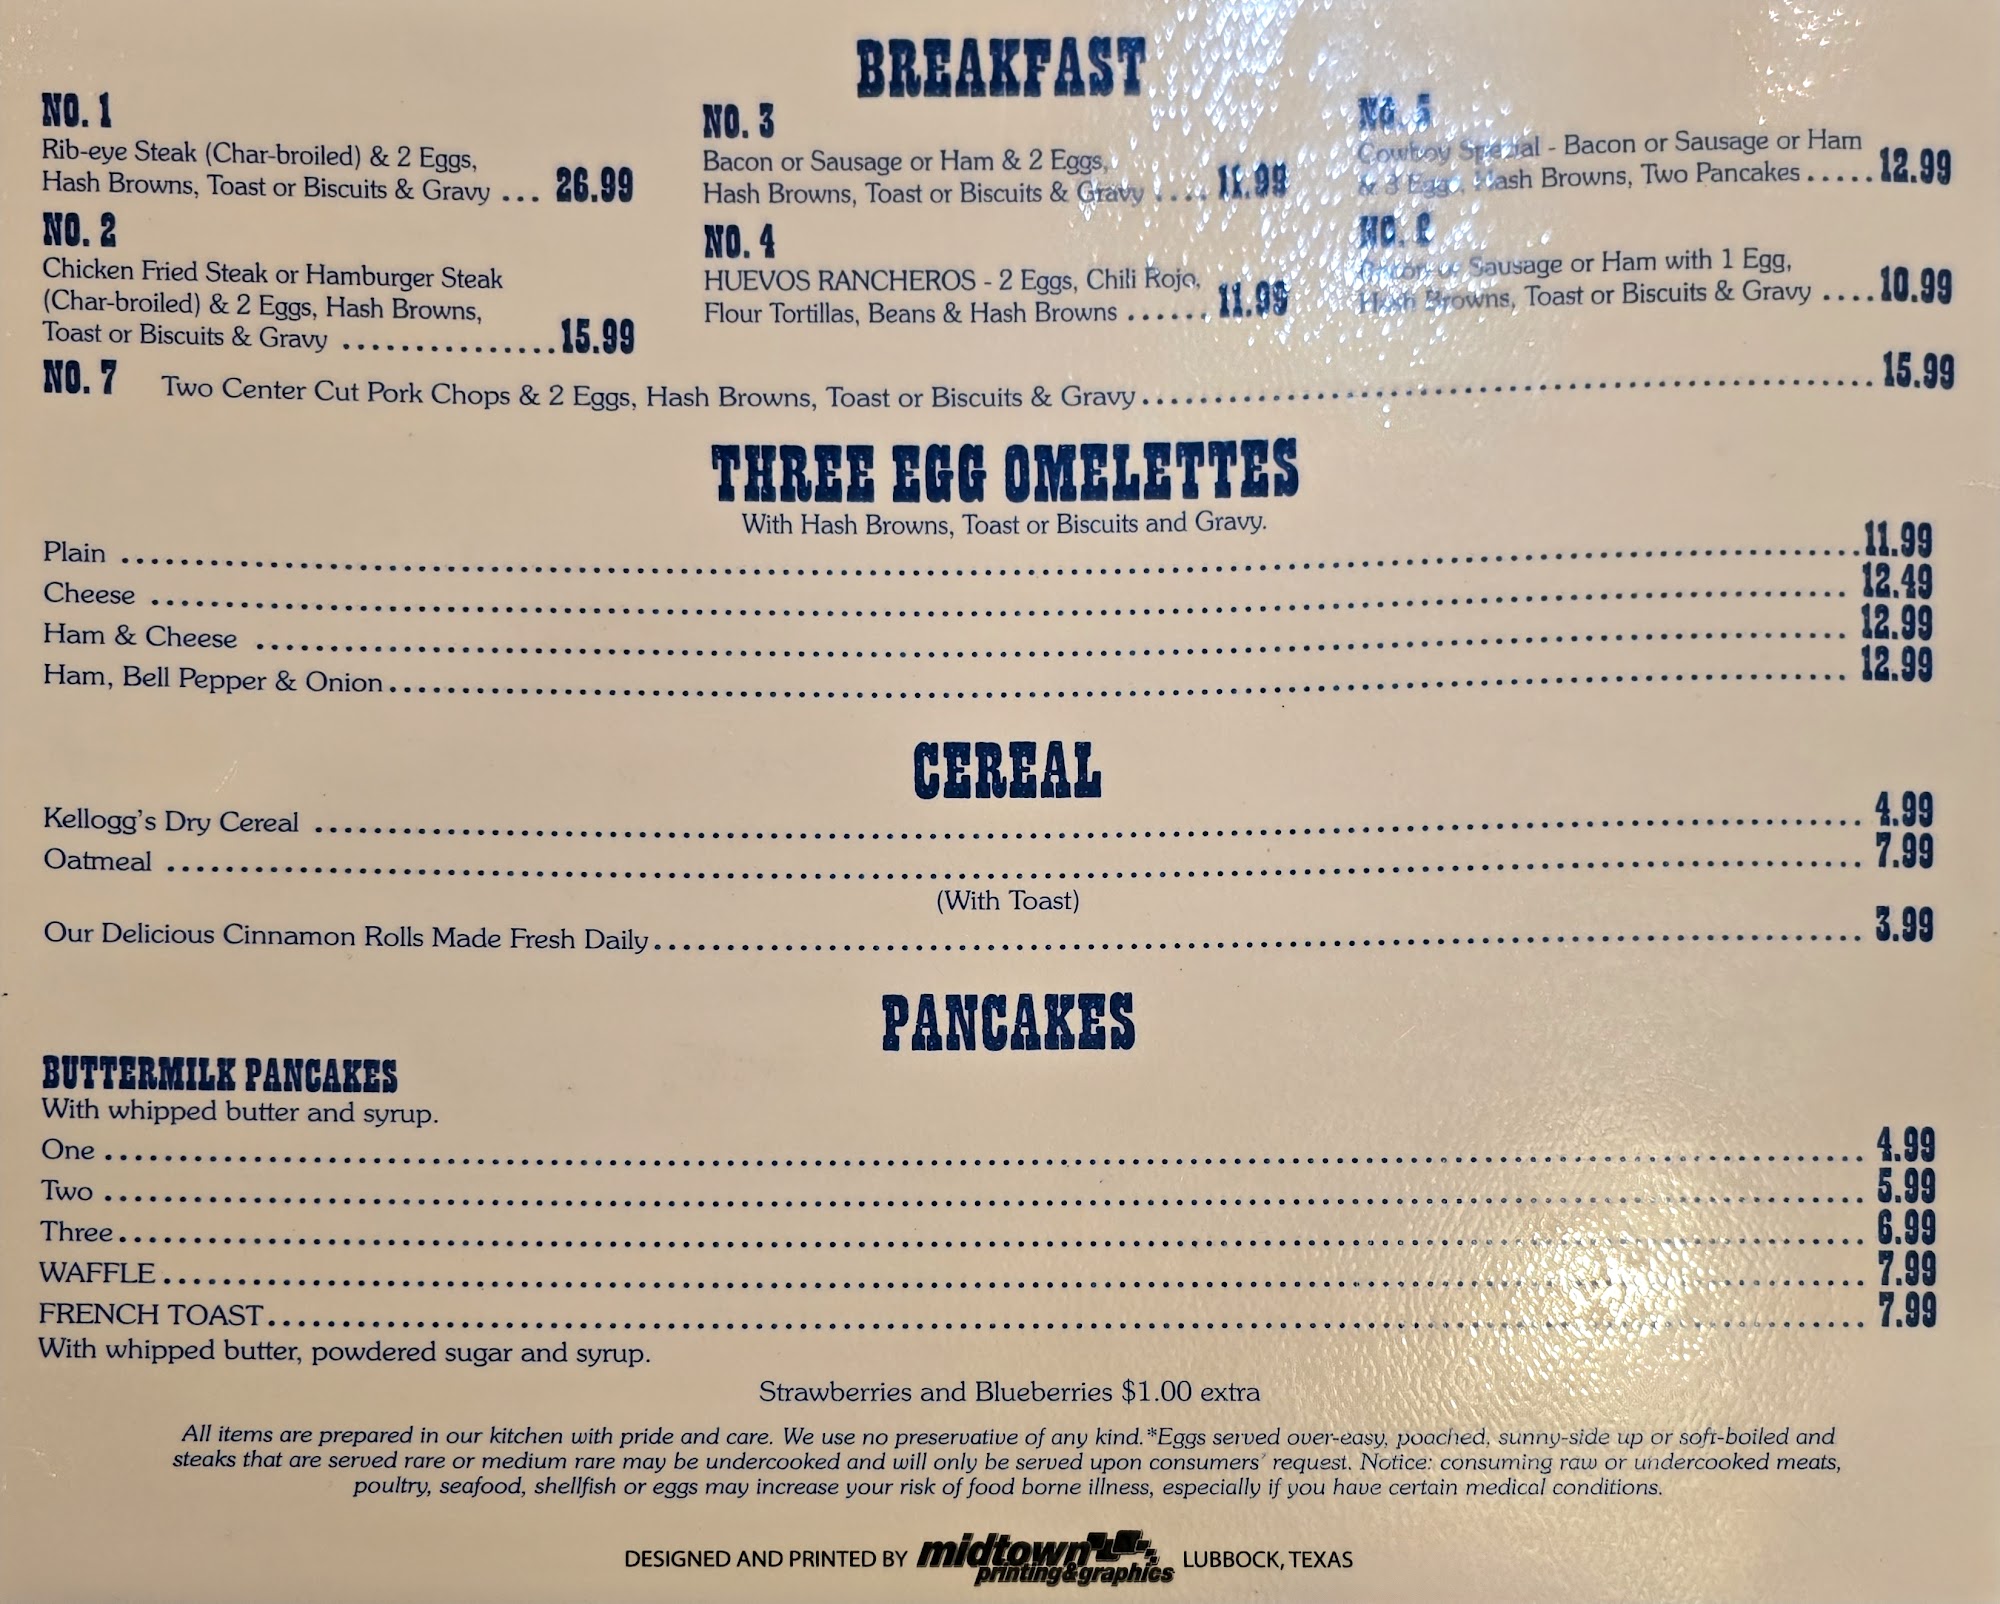 BREAKFAST
NO. 1
Rib-eye Steak (Char-broiled) & 2 Eggs,
Hash Browns, Toast or Biscuits & Gravy ... 26.99
NO. 2
Chicken Fried Steak or Hamburger Steak
(Char-broiled) & 2 Eggs, Hash Browns,
Toast or Biscuits & Gravy ............... 15.99
NO. 3
Bacon or Sausage or Ham & 2 Eggs,
Hash Browns, Toast or Biscuits & Gravy .... 11.99
NO. 4
HUEVOS RANCHEROS - 2 Eggs, Chili Rojo,
Flour Tortillas, Beans & Hash Browns ...... 11.99
NO. 5
Cowboy Special - Bacon or Sausage or Ham
& 3 Eggs, Hash Browns, Two Pancakes ..... 12.99
NO.
Sausage or Ham with 1 Egg,
Hash Browns, Toast or Biscuits & Gravy .... 10.99
NO. 7 Two Center Cut Pork Chops & 2 Eggs, Hash Browns, Toast or Biscuits & Gravy ........ 15.99
THREE EGG OMELETTES
With Hash Browns, Toast or Biscuits and Gravy.
Plain ........ 11.99
Cheese ........ 12.49
Ham & Cheese ........ 12.99
Ham, Bell Pepper & Onion ........ 12.99
CEREAL
Kellogg's Dry Cereal ........ 4.99
Oatmeal ........ 7.99
(With Toast)
Our Delicious Cinnamon Rolls Made Fresh Daily ........ 3.99
PANCAKES
BUTTERMILK PANCAKES
With whipped butter and syrup.
One ........ 4.99
Two ........ 5.99
Three ........ 6.99
WAFFLE ........ 7.99
FRENCH TOAST ........ 7.99
With whipped butter, powdered sugar and syrup.
Strawberries and Blueberries $1.00 extra
All items are prepared in our kitchen with pride and care. We use no preservative of any kind.*Eggs served over-easy, poached, sunny-side up or soft-boiled and
steaks that are served rare or medium rare may be undercooked and will only be served upon consumers' request. Notice: consuming raw or undercooked meats,
poultry, seafood, shellfish or eggs may increase your risk of food borne illness, especially if you have certain medical conditions.
DESIGNED AND PRINTED BY midtown printing&graphics LUBBOCK, TEXAS